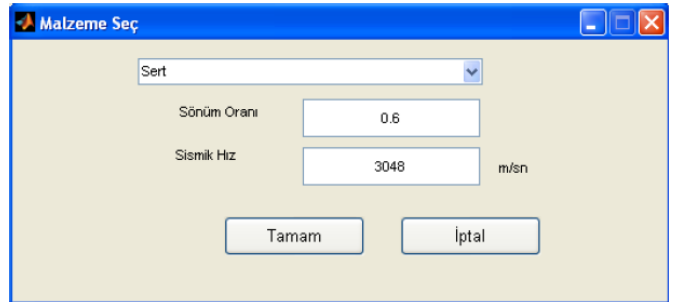 Malzeme Seç
Sert
Sönüm Oranı 0.6
Sismik Hız 3048 m/sn
Tamam İptal